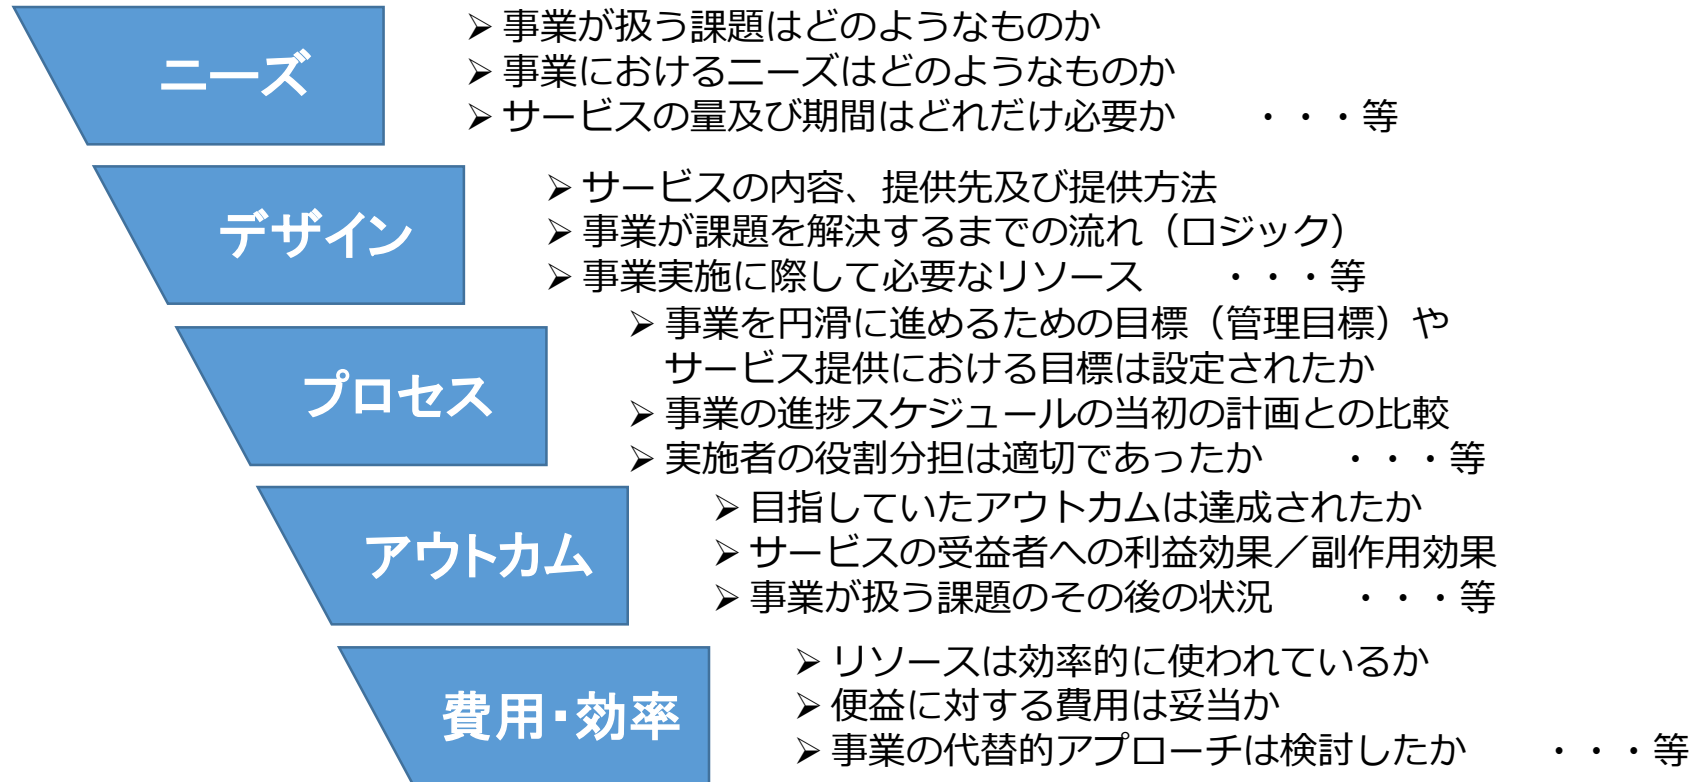 ニーズ
➢ 事業が扱う課題はどのようなものか
➢ 事業におけるニーズはどのようなものか
➢ サービスの量及び期間はどれだけ必要か　・・・等
デザイン
➢ サービスの内容、提供先及び提供方法
➢ 事業が課題を解決するまでの流れ（ロジック）
➢ 事業実施に際して必要なリソース　・・・等
プロセス
➢ 事業を円滑に進めるための目標（管理目標）や
サービス提供における目標は設定されたか
➢ 事業の進捗スケジュールの当初の計画との比較
➢ 実施者の役割分担は適切であったか　・・・等
アウトカム
➢ 目指していたアウトカムは達成されたか
➢ サービスの受益者への利益効果／副作用効果
➢ 事業が扱う課題のその後の状況　・・・等
費用・効率
➢ リソースは効率的に使われているか
➢ 便益に対する費用は妥当か
➢ 事業の代替的アプローチは検討したか　・・・等